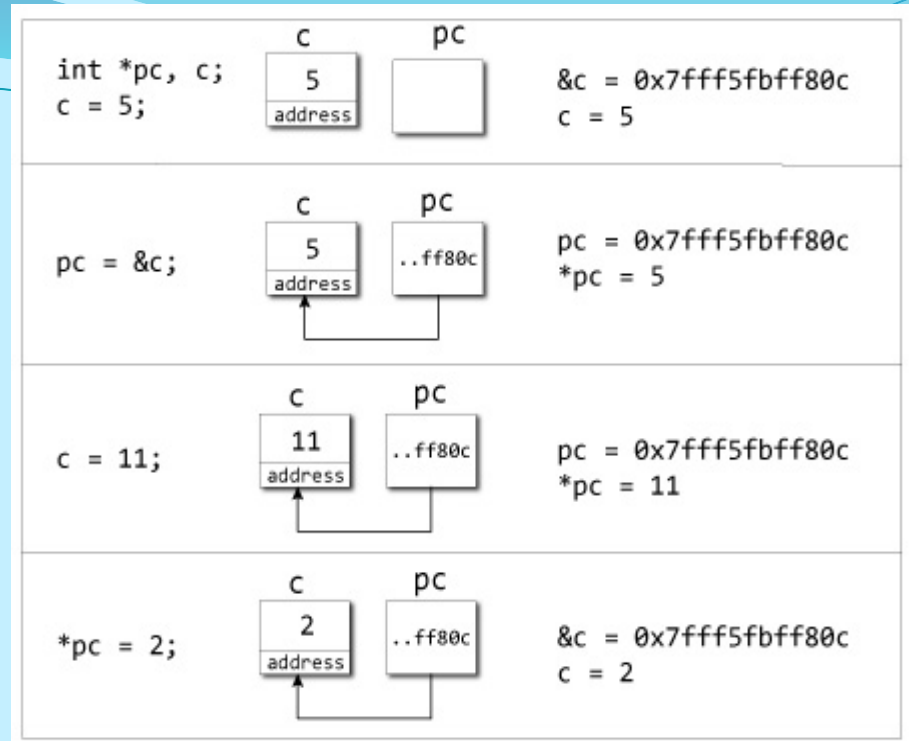 c pc
int *pc, c;
c = 5;
5
address
&c = 0x7fff5fbff80c
c = 5
c pc
pc = &c;
5
address
..ff80c
pc = 0x7fff5fbff80c
*pc = 5
c pc
c = 11;
11
address
..ff80c
pc = 0x7fff5fbff80c
*pc = 11
c pc
*pc = 2;
2
address
..ff80c
&c = 0x7fff5fbff80c
c = 2